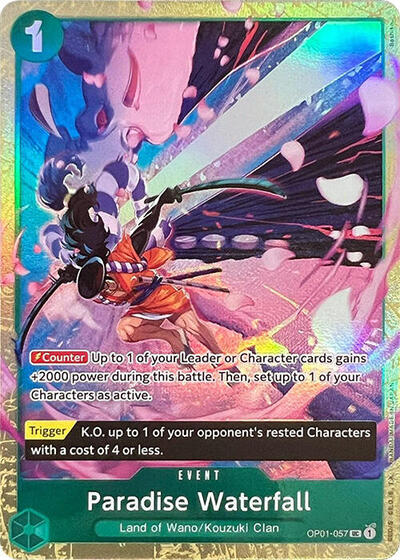 1
Counter Up to 1 of your Leader or Character cards gains
+2000 power during this battle. Then, set up to 1 of your
Characters as active.
Trigger K.O. up to 1 of your opponent's rested Characters
with a cost of 4 or less.
EVENT
Paradise Waterfall
Land of Wano/Kouzuki Clan
OP01-057 UC 1